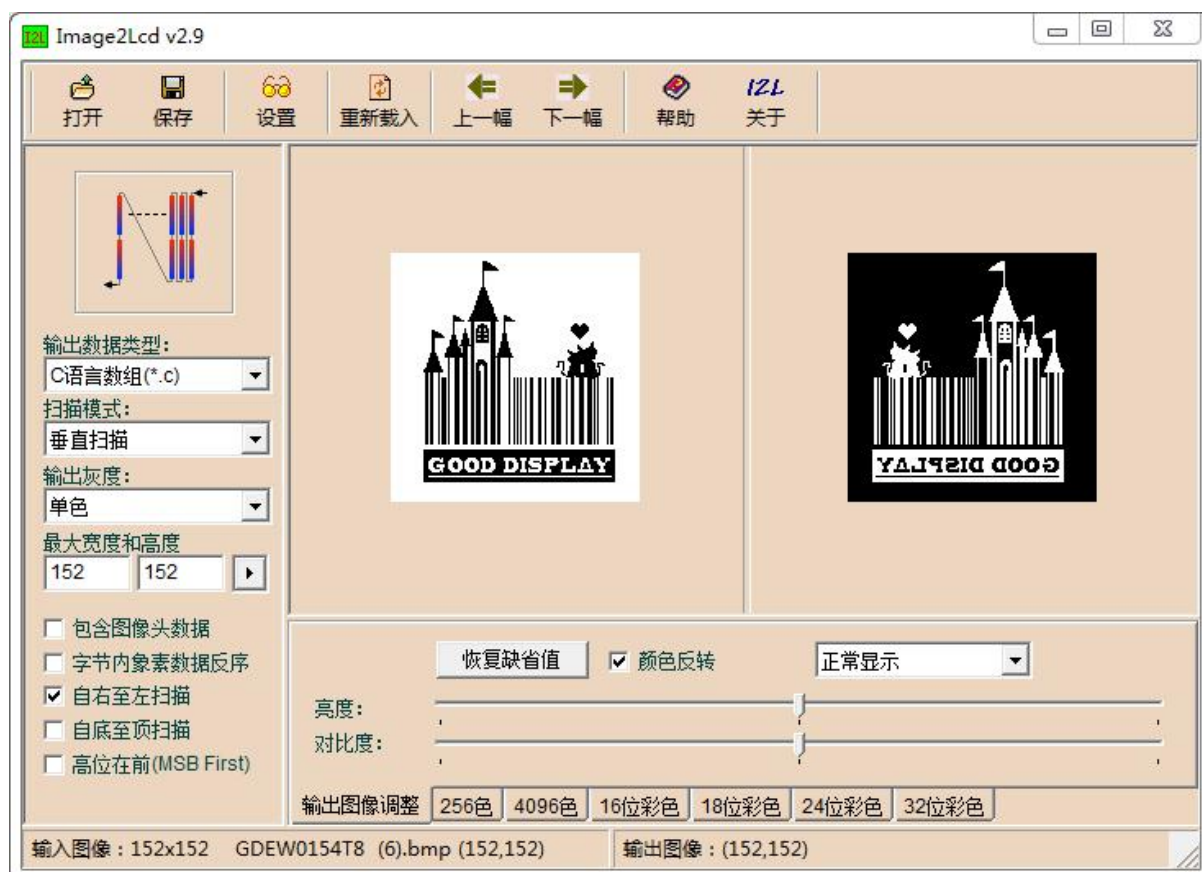 I2L Image2Lcd v2.9
打开 保存 设置 重新载入 上一幅 下一幅 帮助 I2L 关于
输出数据类型:
C语言数组(*.c)
扫描模式:
垂直扫描
输出灰度:
单色
最大宽度和高度
152 152
包含图像头数据
字节内象素数据反序
自右至左扫描
自底至顶扫描
高位在前(MSB First)
GOOD DISPLAY
GOOD DISPLAY
恢复缺省值 颜色反转 正常显示
亮度:
对比度:
输出图像调整 256色 4096色 16位彩色 18位彩色 24位彩色 32位彩色
输入图像:152x152 GDEW0154T8 (6).bmp (152,152) 输出图像:(152,152)